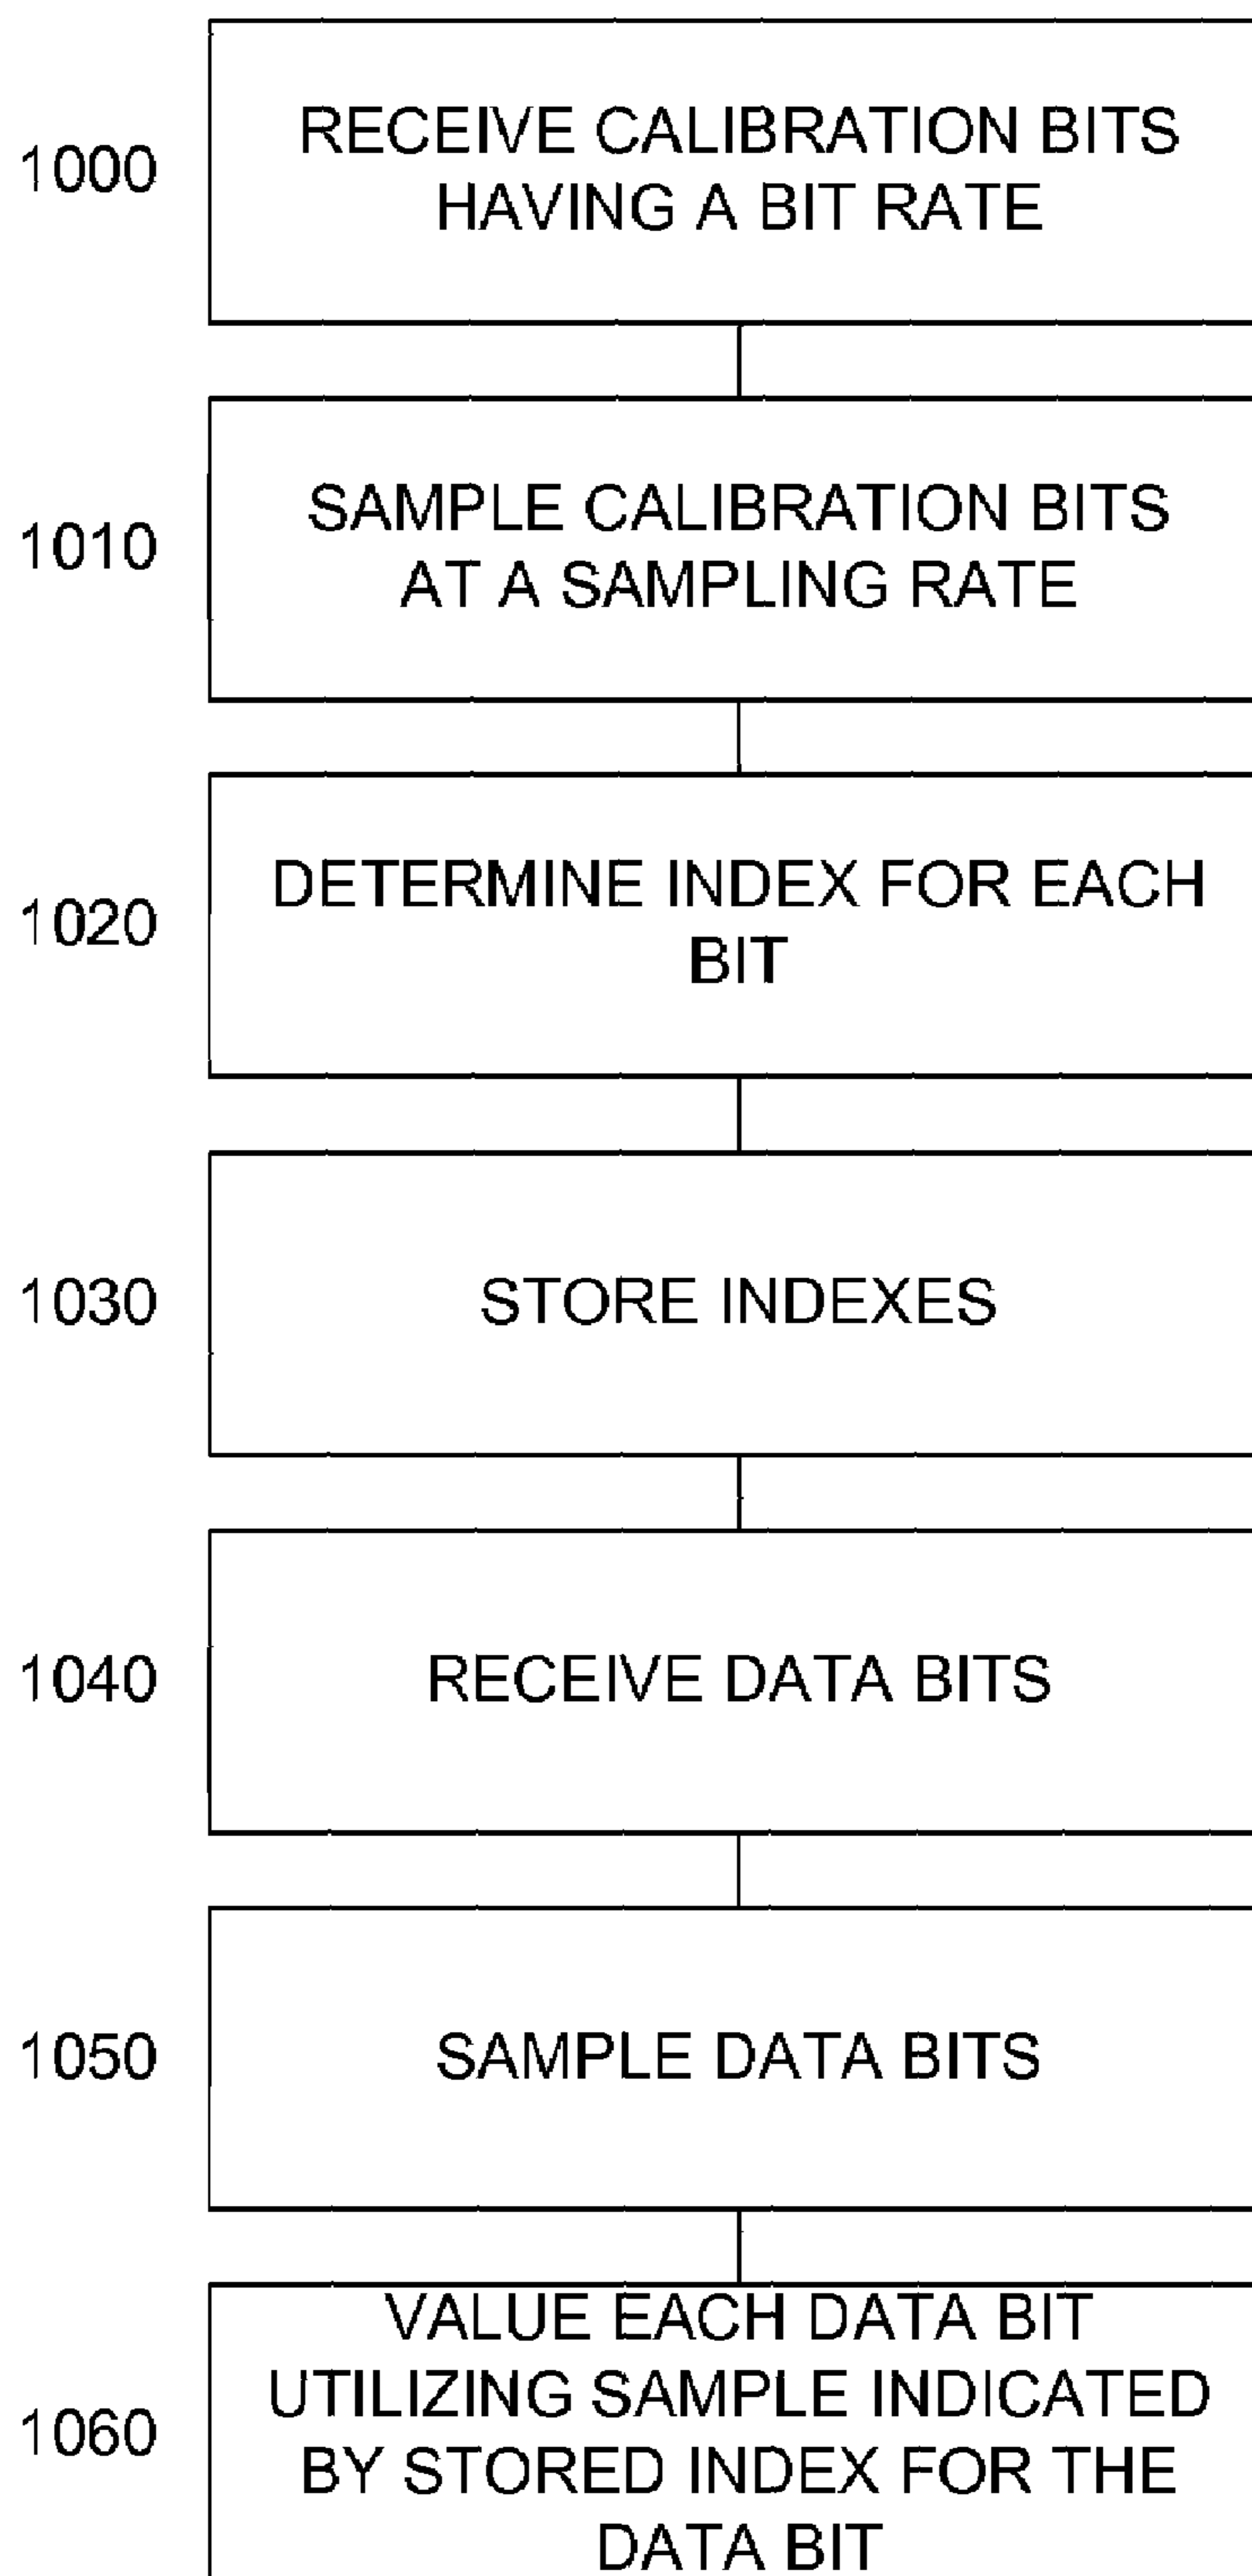 1000
RECEIVE CALIBRATION BITS
HAVING A BIT RATE
1010
SAMPLE CALIBRATION BITS
AT A SAMPLING RATE
1020
DETERMINE INDEX FOR EACH
BIT
1030
STORE INDEXES
1040
RECEIVE DATA BITS
1050
SAMPLE DATA BITS
1060
VALUE EACH DATA BIT
UTILIZING SAMPLE INDICATED
BY STORED INDEX FOR THE
DATA BIT